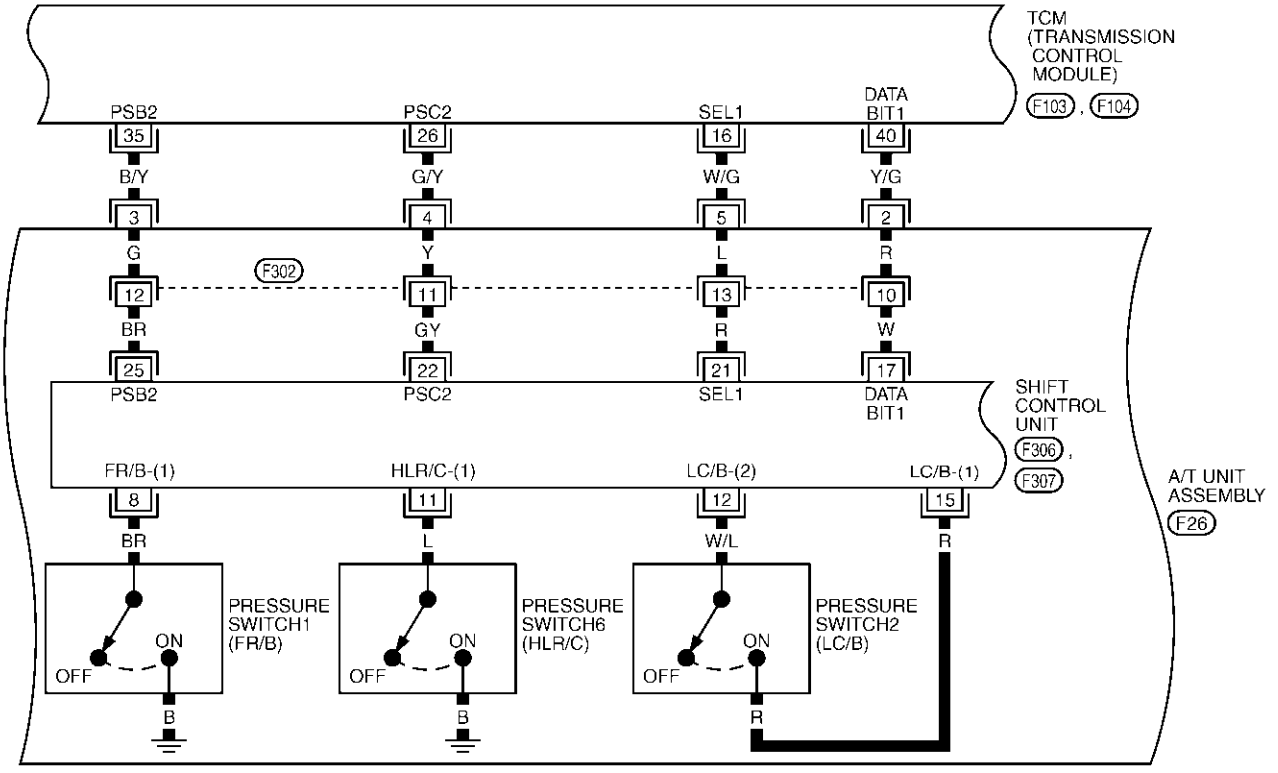 TCM
(TRANSMISSION
CONTROL
MODULE)
F103 , F104
PSB2 PSC2 SEL1 DATA
BIT1
35 26 16 40
B/Y G/Y W/G Y/G
3 4 5 2
G Y L R
F302
12 11 13 10
BR GY R W
25 22 21 17
PSB2 PSC2 SEL1 DATA
BIT1
SHIFT
CONTROL
UNIT
F306 ,
F307
FR/B-(1) HLR/C-(1) LC/B-(2) LC/B-(1)
8 11 12 15
A/T UNIT
ASSEMBLY
F26
BR L W/L R
PRESSURE
SWITCH1
(FR/B)
ON
OFF
B
PRESSURE
SWITCH6
(HLR/C)
ON
OFF
B
PRESSURE
SWITCH2
(LC/B)
ON
OFF
R